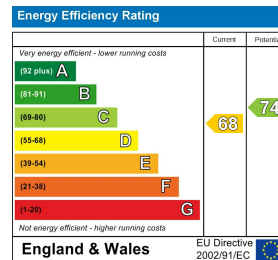 Energy Efficiency Rating
Current
Very energy efficient - lower running costs
(92 plus) A
(81-91) B
(69-80) C
(55-68) D
(39-54) E
(21-38) F
(1-20) G
68
74
Not energy efficient - higher running costs
England & Wales
EU Directive
2002/91/EC